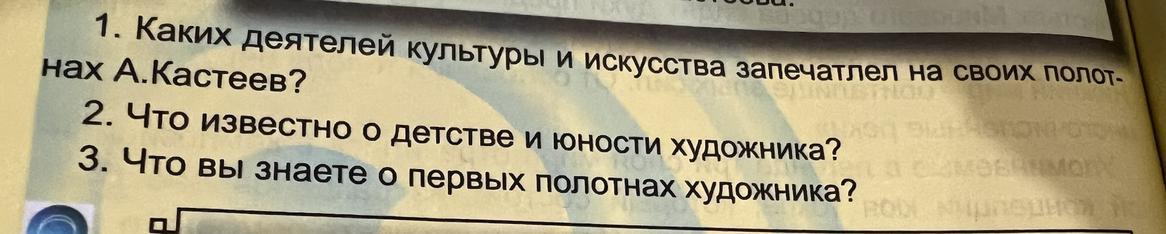 1. Каких деятелей культуры и искусства запечатлел на своих полот-
нах А.Кастеев?
2. Что известно о детстве и юности художника?
3. Что вы знаете о первых полотнах художника?